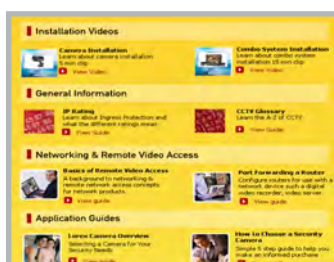 Installation Videos
Camera Installation
Learn about camera installation
5 min clip
View Video
Combo System Installation
Learn about combo system
installation 15 min clip
View Video
General Information
IP Rating
Learn about Ingress Protection and
what the different ratings mean
View Guide
CCTV Glossary
Learn the A-Z of CCTV
View Guide
Networking & Remote Video Access
Basics of Remote Video Access
A background to networking &
remote network access concepts
for network products.
View guide
Port Forwarding a Router
Configure routers for use with a
network device such a digital
video recorder, video server
View guide
Application Guides
Lorex Camera Overview
Selecting a Camera for Your
Security Needs
How to Choose a Security
Camera
Simple 5 step guide to help you
make an informed purchase